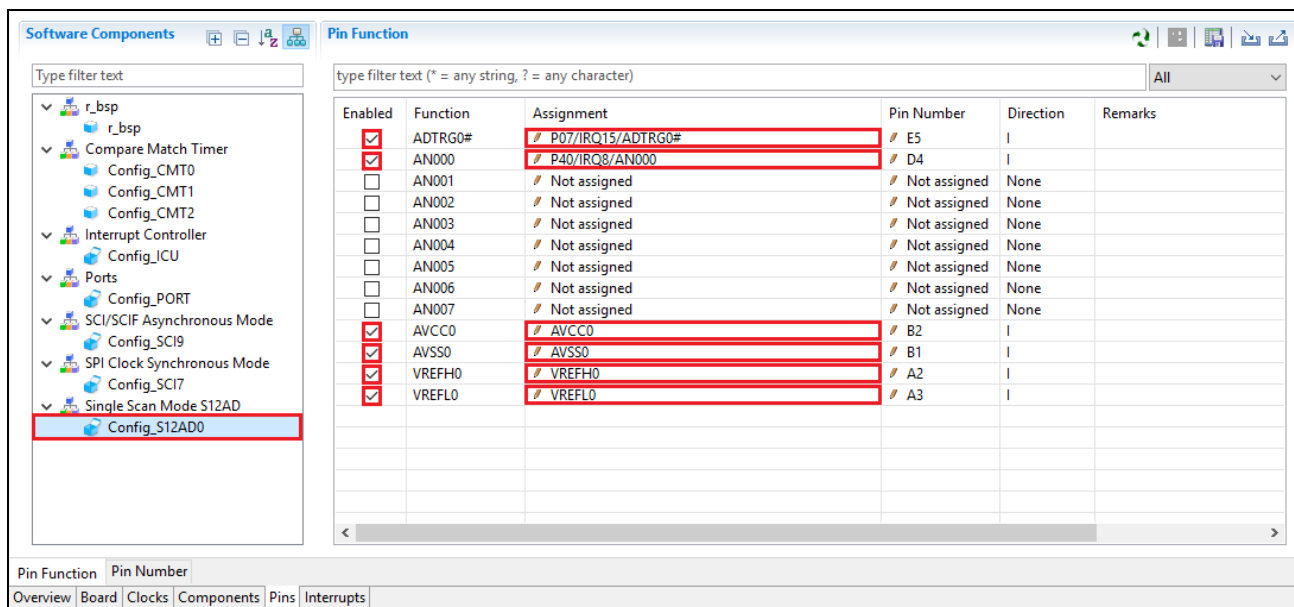 Software Components
Pin Function
Type filter text
type filter text (* = any string, ? = any character)
All
r_bsp
r_bsp
Compare Match Timer
Config_CMT0
Config_CMT1
Config_CMT2
Interrupt Controller
Config_ICU
Ports
Config_PORT
SCI/SCIF Asynchronous Mode
Config_SCI9
SPI Clock Synchronous Mode
Config_SCI7
Single Scan Mode S12AD
Config_S12AD0
Enabled Function Assignment Pin Number Direction Remarks
ADTRG0# P07/IRQ15/ADTRG0# E5 I
AN000 P40/IRQ8/AN000 D4 I
AN001 Not assigned Not assigned None
AN002 Not assigned Not assigned None
AN003 Not assigned Not assigned None
AN004 Not assigned Not assigned None
AN005 Not assigned Not assigned None
AN006 Not assigned Not assigned None
AN007 Not assigned Not assigned None
AVCC0 AVCC0 B2 I
AVSS0 AVSS0 B1 I
VREFH0 VREFH0 A2 I
VREFL0 VREFL0 A3 I
Pin Function Pin Number
Overview Board Clocks Components Pins Interrupts